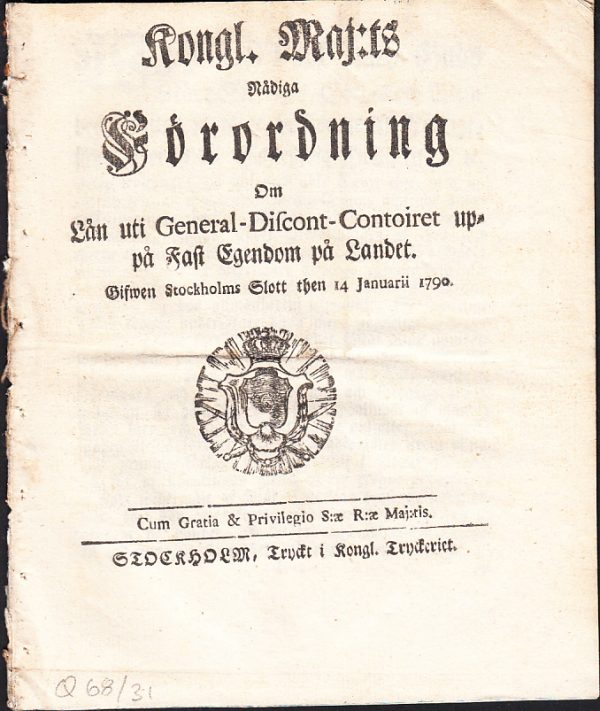 Kongl. Maj:ts
Nådiga
Förordning
Om
Lån uti General-Diſcont-Contoiret up⸗
på Faſt Egendom på Landet.
Gifwen Stockholms Slott then 14 Januarii 1790.
Cum Gratia & Privilegio S:æ R:æ Maj:tis.
STOCKHOLM, Tryckt i Kongl. Tryckeriet.
Q 68/31